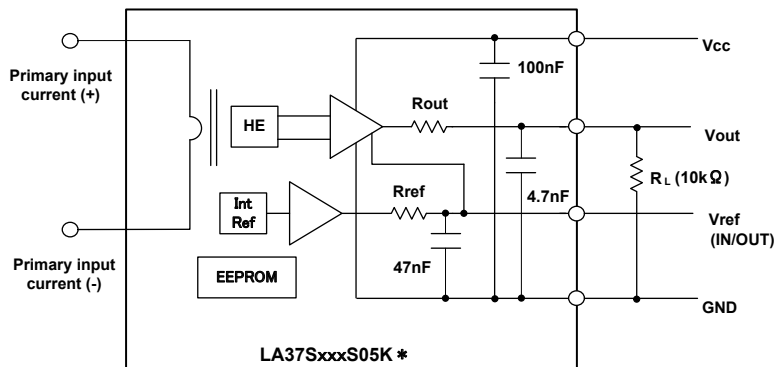 Primary input
current (+)
Primary input
current (-)
HE
Int
Ref
EEPROM
Rout
Rref
100nF
4.7nF
47nF
Vcc
Vout
RL (10kΩ)
Vref
(IN/OUT)
GND
LA37SxxxS05K*